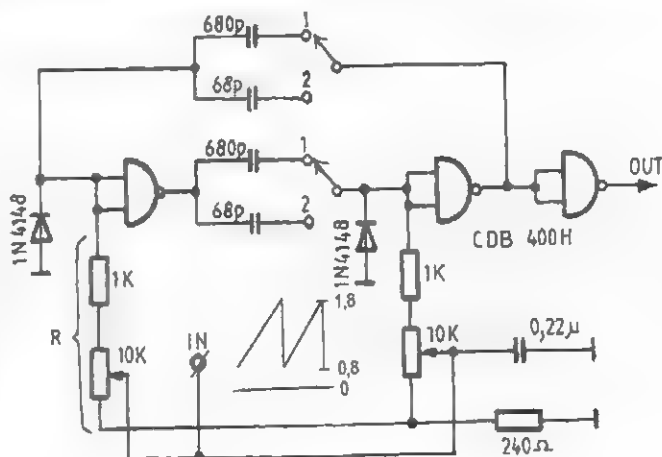 680p
1
68p
2
680p
1
OUT
68p
2
1N4148
1N4148
CDB 400H
1K
1K
R
10K
IN
1,8
0,8
0
10K
0,22µ
240Ω